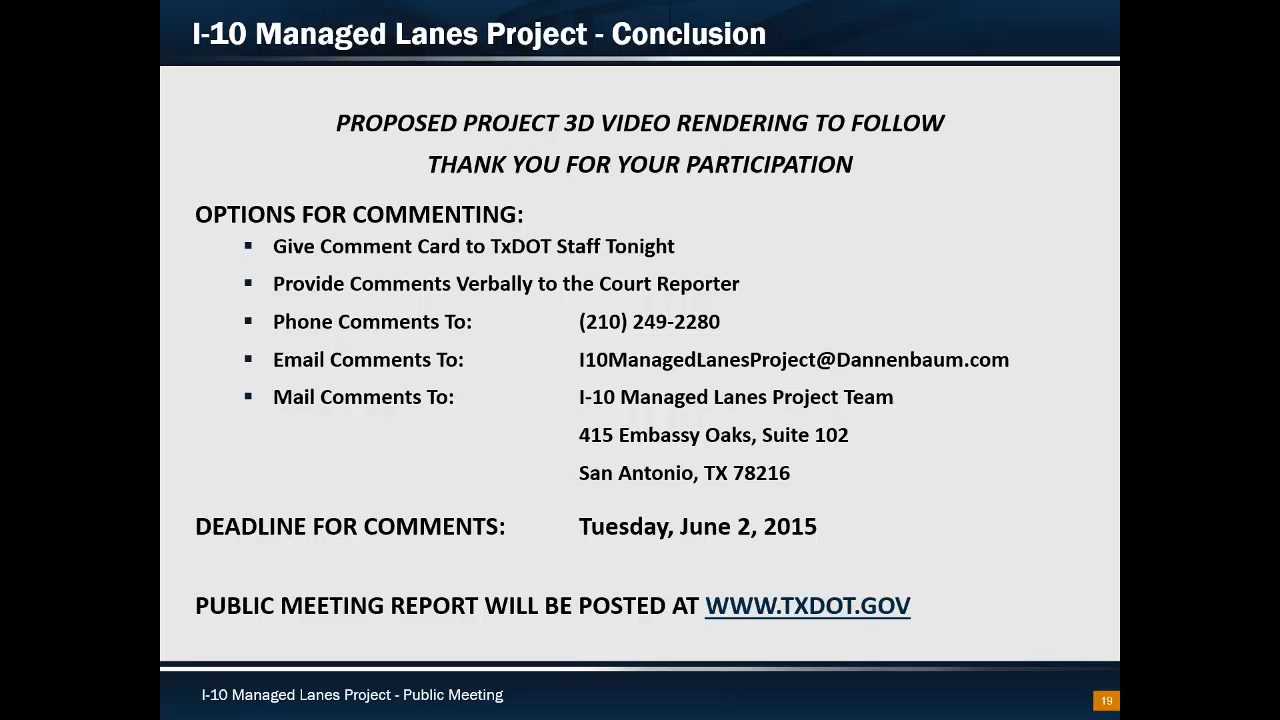 I-10 Managed Lanes Project - Conclusion
PROPOSED PROJECT 3D VIDEO RENDERING TO FOLLOW
THANK YOU FOR YOUR PARTICIPATION
OPTIONS FOR COMMENTING:
▪ Give Comment Card to TxDOT Staff Tonight
▪ Provide Comments Verbally to the Court Reporter
▪ Phone Comments To: (210) 249-2280
▪ Email Comments To: I10ManagedLanesProject@Dannenbaum.com
▪ Mail Comments To: I-10 Managed Lanes Project Team
415 Embassy Oaks, Suite 102
San Antonio, TX 78216
DEADLINE FOR COMMENTS: Tuesday, June 2, 2015
PUBLIC MEETING REPORT WILL BE POSTED AT WWW.TXDOT.GOV
I-10 Managed Lanes Project - Public Meeting
19